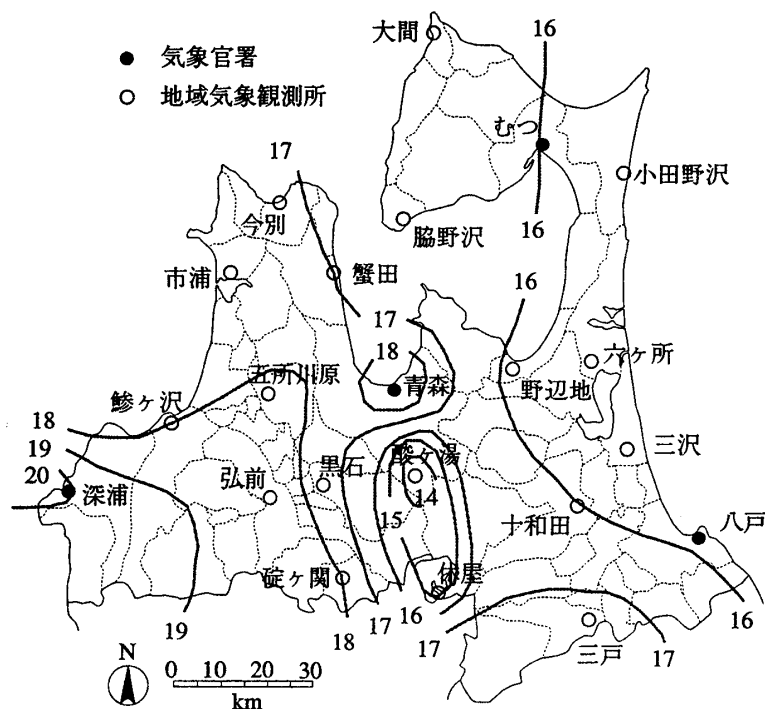 ● 気象官署
○ 地域気象観測所
大間
16
むつ
小田野沢
17
今別
脇野沢
16
市浦
蟹田
16
17
18
六ヶ所
青森
野辺地
五所川原
鰺ヶ沢
18
19
20
深浦
弘前
黒石
酸ヶ湯
14
15
三沢
十和田
八戸
碇ヶ関
休屋
19
18
17
16
17
三戸
17
16
N
0 10 20 30
km